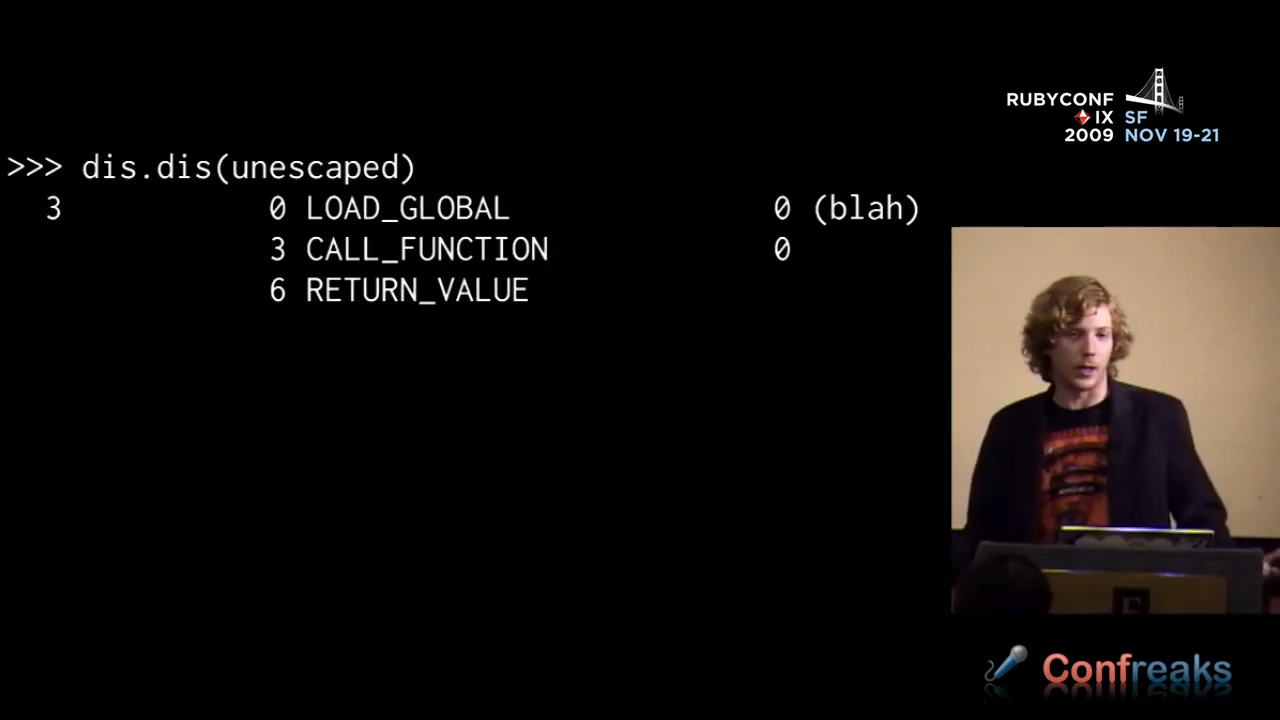 >>> dis.dis(unescaped)
3 0 LOAD_GLOBAL 0 (blah)
3 CALL_FUNCTION 0
6 RETURN_VALUE
RUBYCONF
IX SF
2009 NOV 19-21
Confreaks